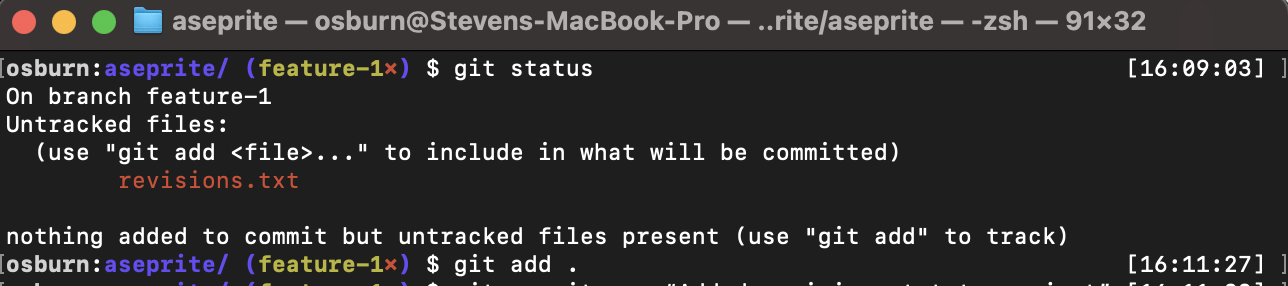 aseprite — osburn@Stevens-MacBook-Pro — ..rite/aseprite — -zsh — 91×32
[osburn:aseprite/ (feature-1×) $ git status [16:09:03] ]
On branch feature-1
Untracked files:
  (use "git add <file>..." to include in what will be committed)
        revisions.txt

nothing added to commit but untracked files present (use "git add" to track)
[osburn:aseprite/ (feature-1×) $ git add . [16:11:27] ]